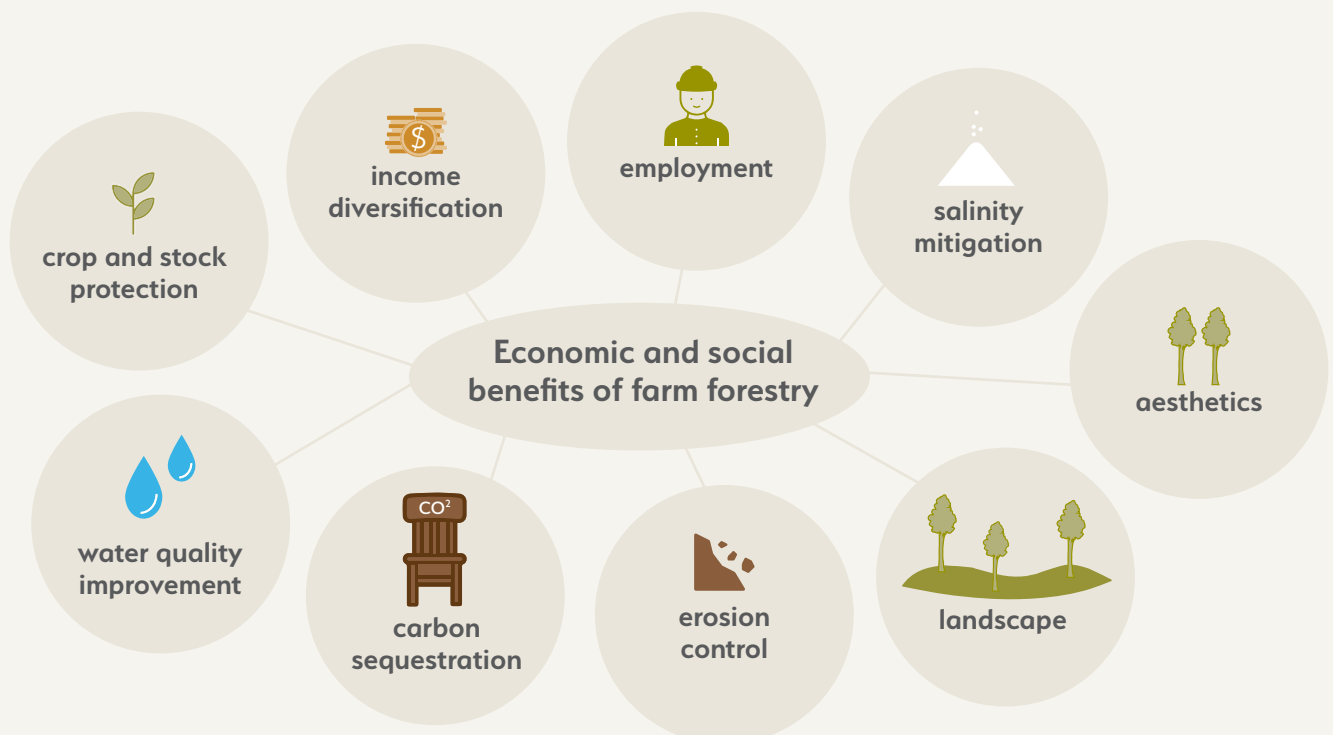 employment
$
income
diversification
salinity
mitigation
crop and stock
protection
Economic and social
benefits of farm forestry
aesthetics
CO²
water quality
improvement
carbon
sequestration
erosion
control
landscape